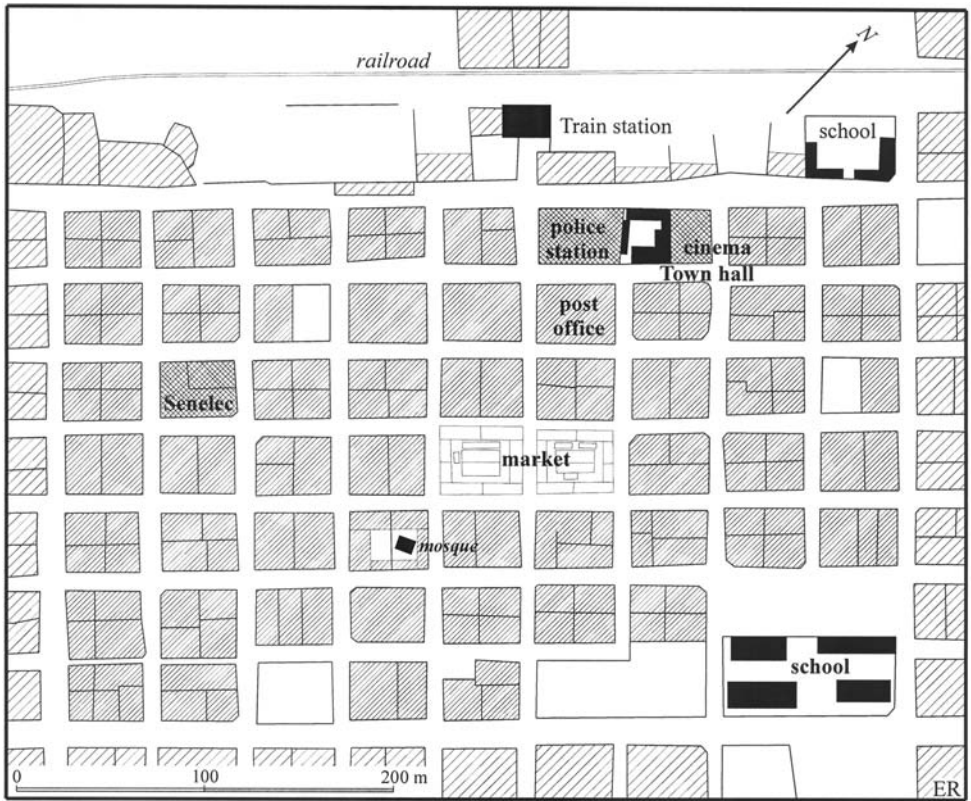 railroad
N
Train station
school
police
station
cinema
Town hall
post
office
Senelec
market
mosque
school
0 100 200 m
ER